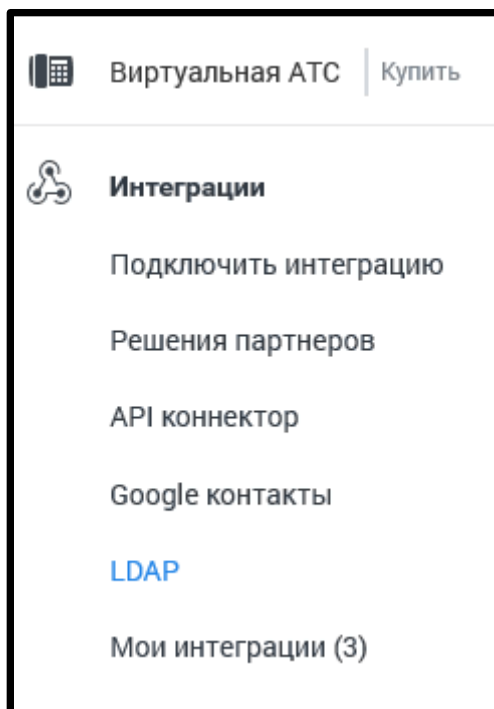 Виртуальная АТС Купить
Интеграции
Подключить интеграцию
Решения партнеров
API коннектор
Google контакты
LDAP
Мои интеграции (3)